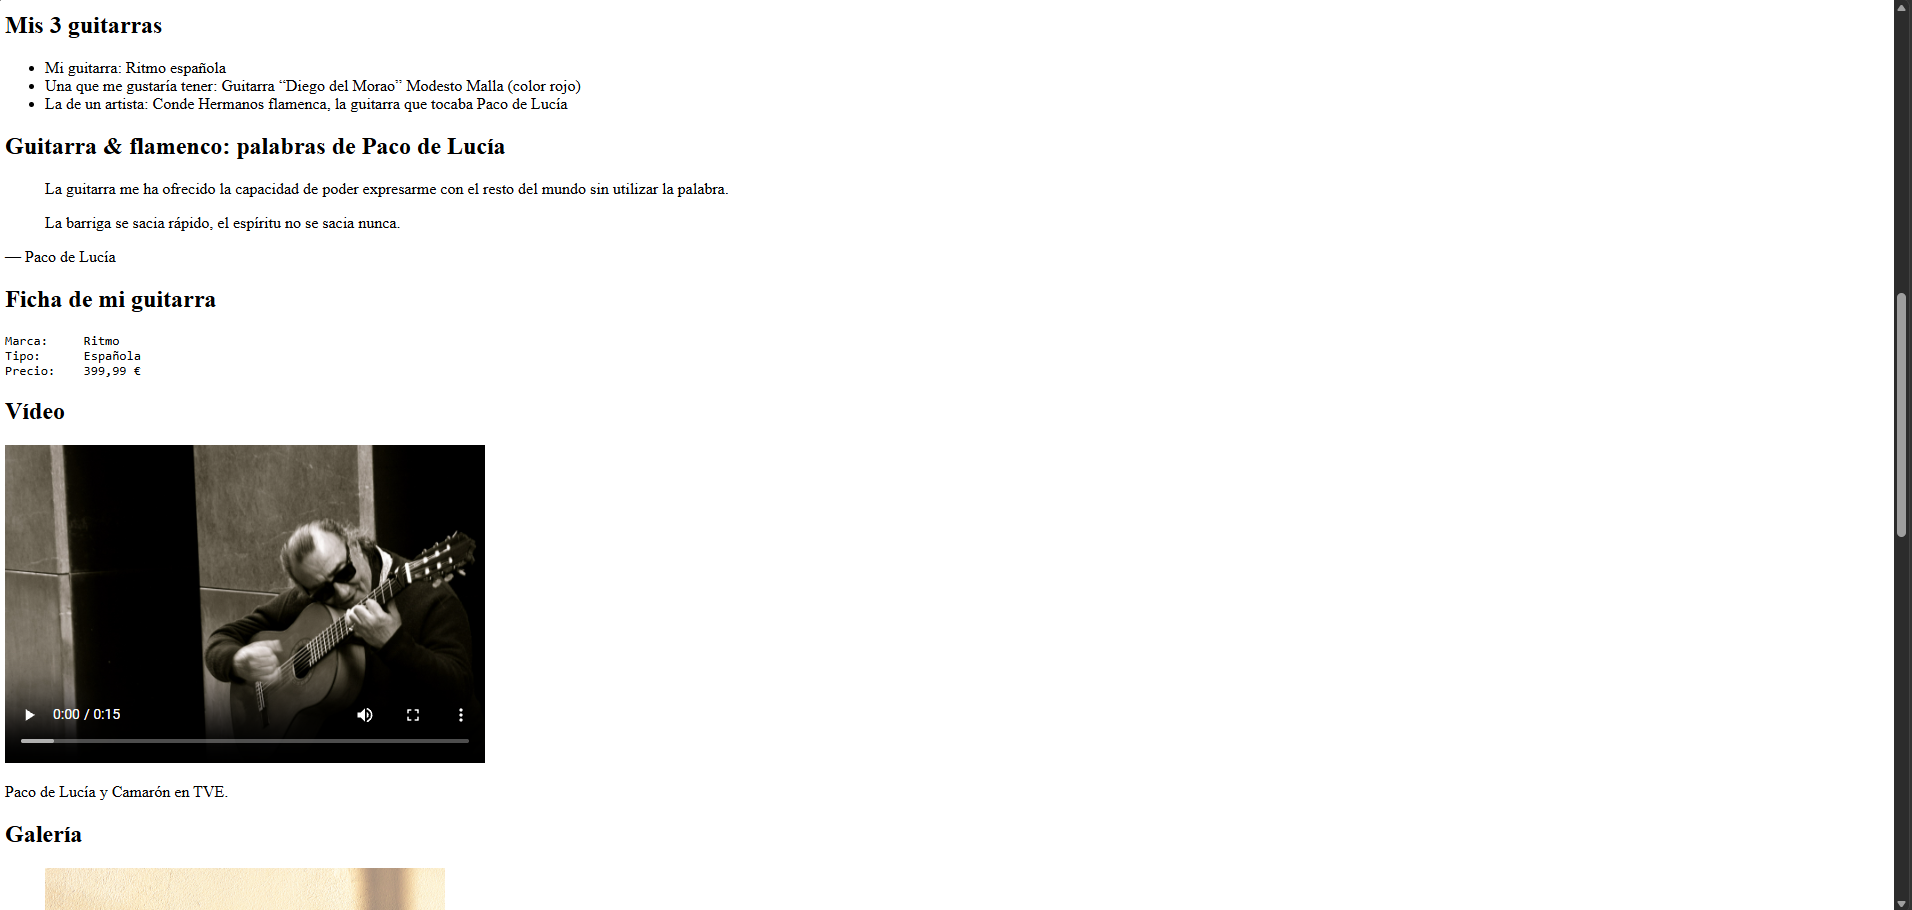 Mis 3 guitarras
Mi guitarra: Ritmo española
Una que me gustaría tener: Guitarra “Diego del Morao” Modesto Malla (color rojo)
La de un artista: Conde Hermanos flamenca, la guitarra que tocaba Paco de Lucía
Guitarra & flamenco: palabras de Paco de Lucía
La guitarra me ha ofrecido la capacidad de poder expresarme con el resto del mundo sin utilizar la palabra.
La barriga se sacia rápido, el espíritu no se sacia nunca.
— Paco de Lucía
Ficha de mi guitarra
Marca: Ritmo
Tipo: Española
Precio: 399,99 €
Vídeo
0:00 / 0:15
Paco de Lucía y Camarón en TVE.
Galería